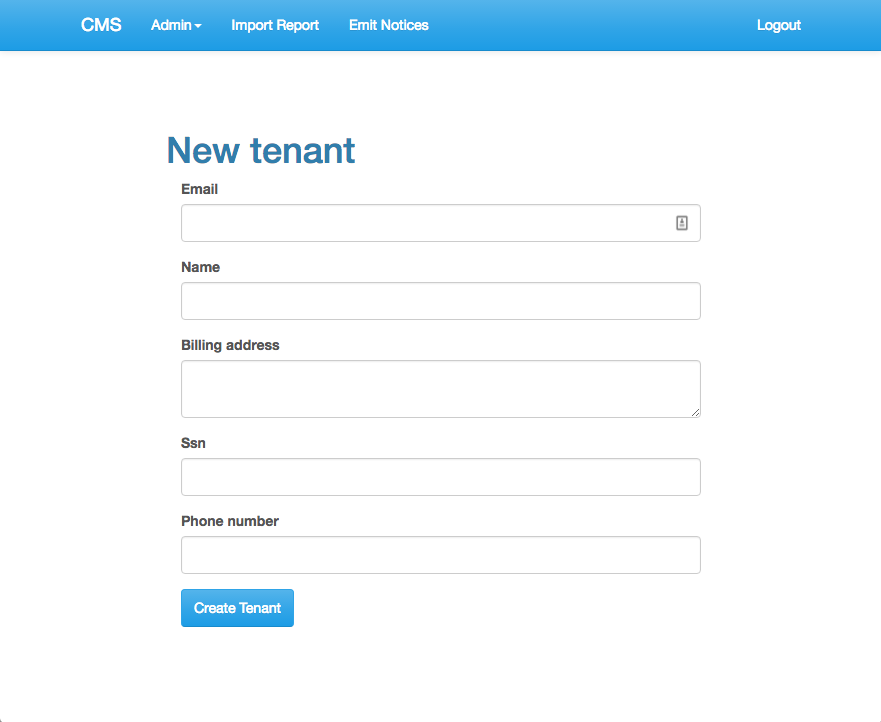 CMS Admin Import Report Emit Notices Logout
New tenant
Email
Name
Billing address
Ssn
Phone number
Create Tenant